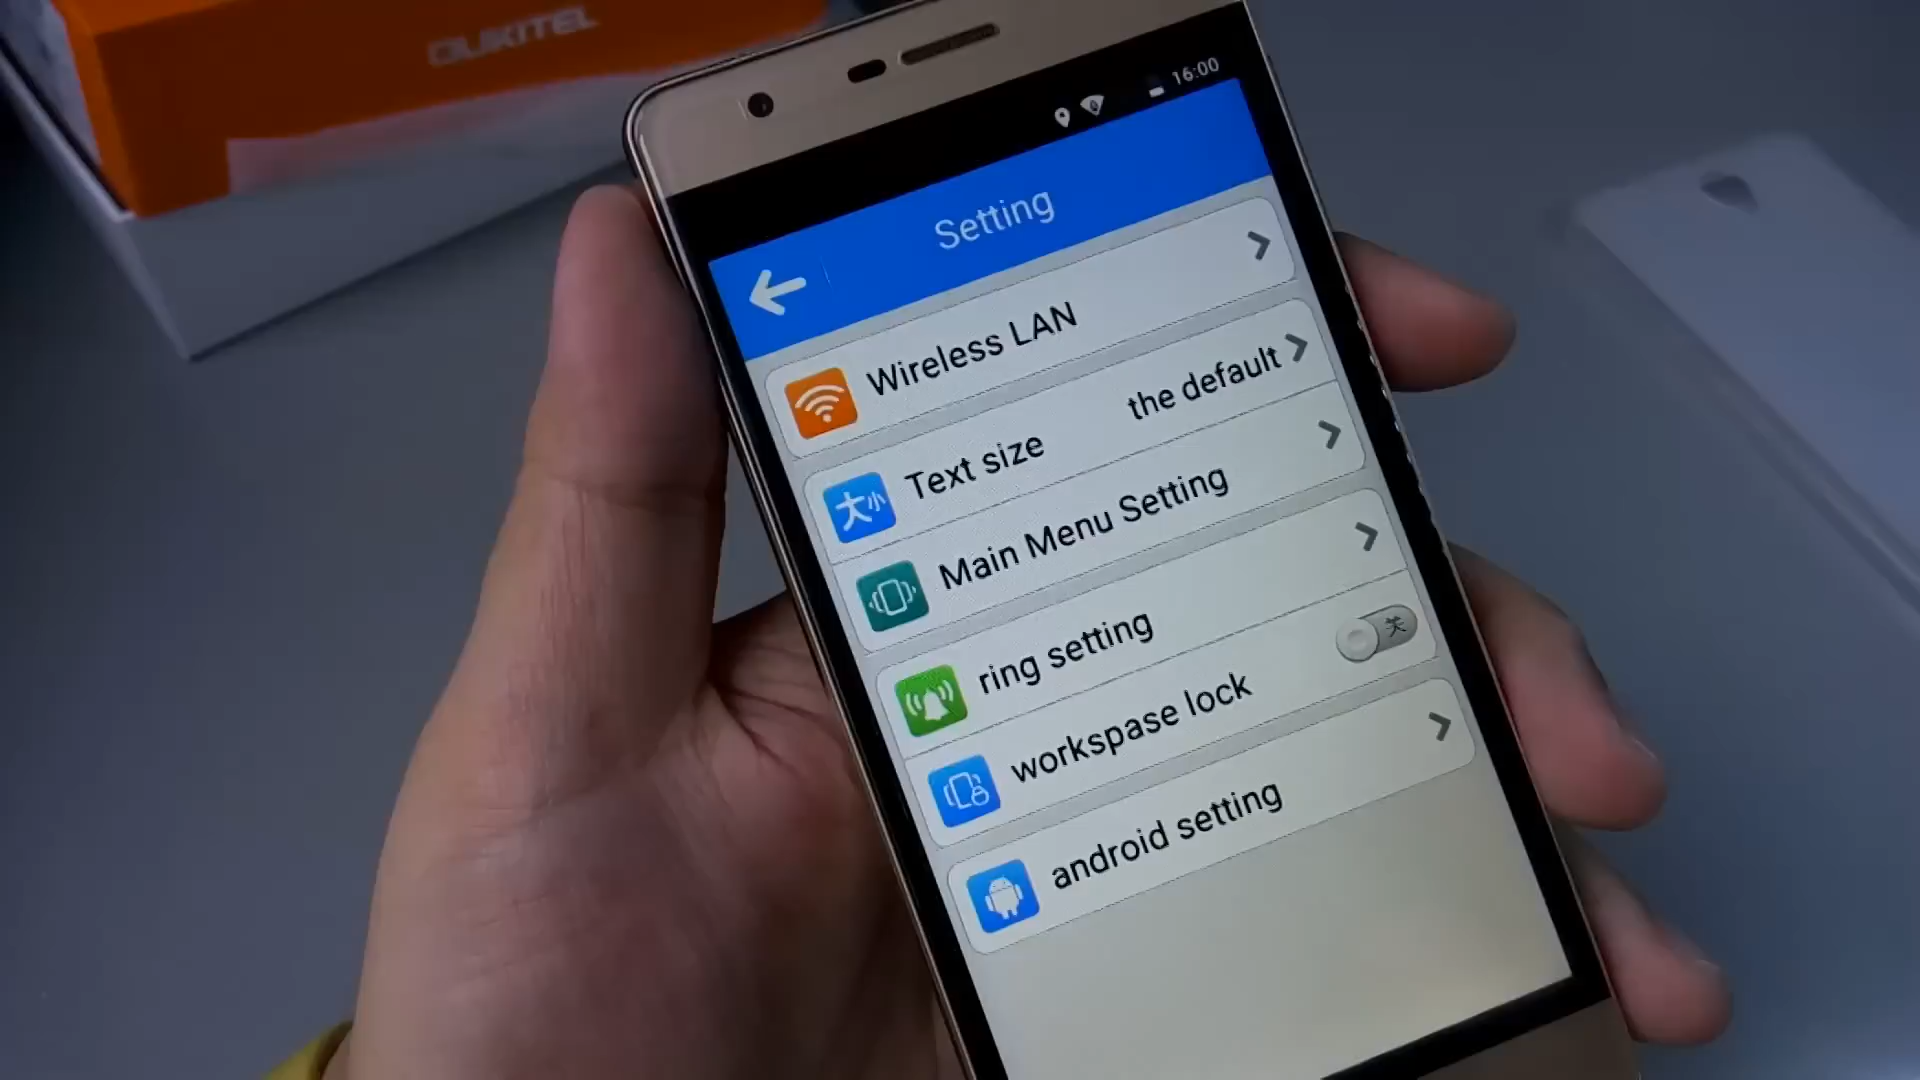 OUKITEL
16:00
Setting
Wireless LAN
大小 Text size the default
Main Menu Setting
ring setting
workspase lock 关
android setting